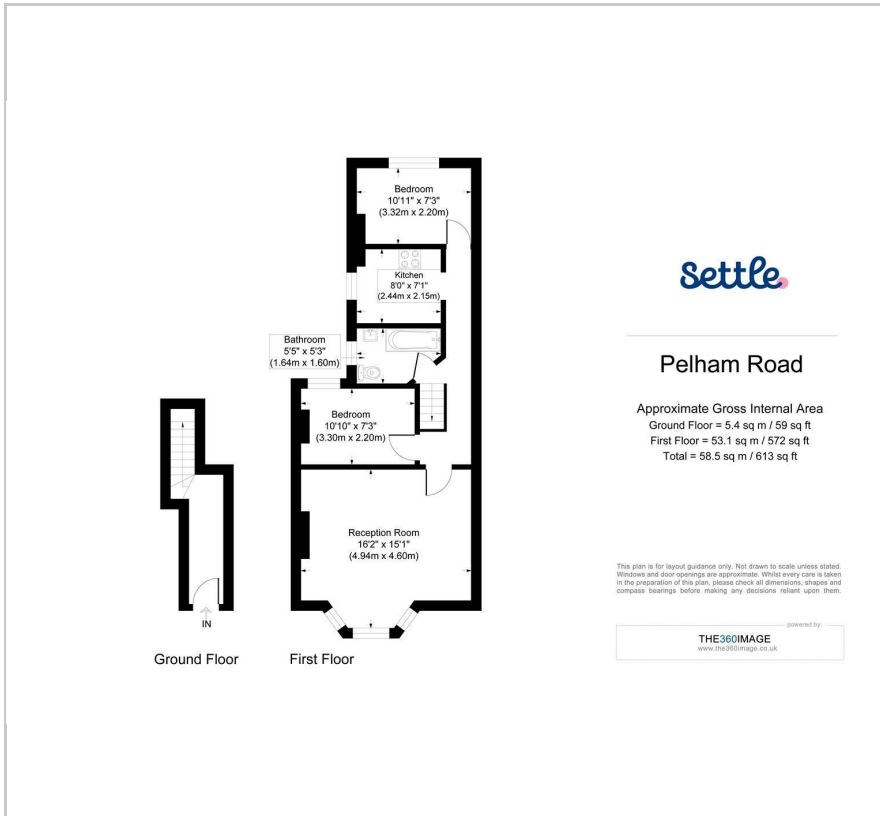 Bedroom
10'11" x 7'3"
(3.32m x 2.20m)
Kitchen
8'0" x 7'1"
(2.44m x 2.15m)
Bathroom
5'5" x 5'3"
(1.64m x 1.60m)
Bedroom
10'10" x 7'3"
(3.30m x 2.20m)
Reception Room
16'2" x 15'1"
(4.94m x 4.60m)
IN
Ground Floor
First Floor
settle
Pelham Road
Approximate Gross Internal Area
Ground Floor = 5.4 sq m / 59 sq ft
First Floor = 53.1 sq m / 572 sq ft
Total = 58.5 sq m / 613 sq ft
This plan is for layout guidance only. Not drawn to scale unless stated.
Windows and door openings are approximate. Whilst every care is taken
in the preparation of this plan, please check all dimensions, shapes and
compass bearings before making any decisions reliant upon them.
powered by:
THE360IMAGE
www.the360image.co.uk